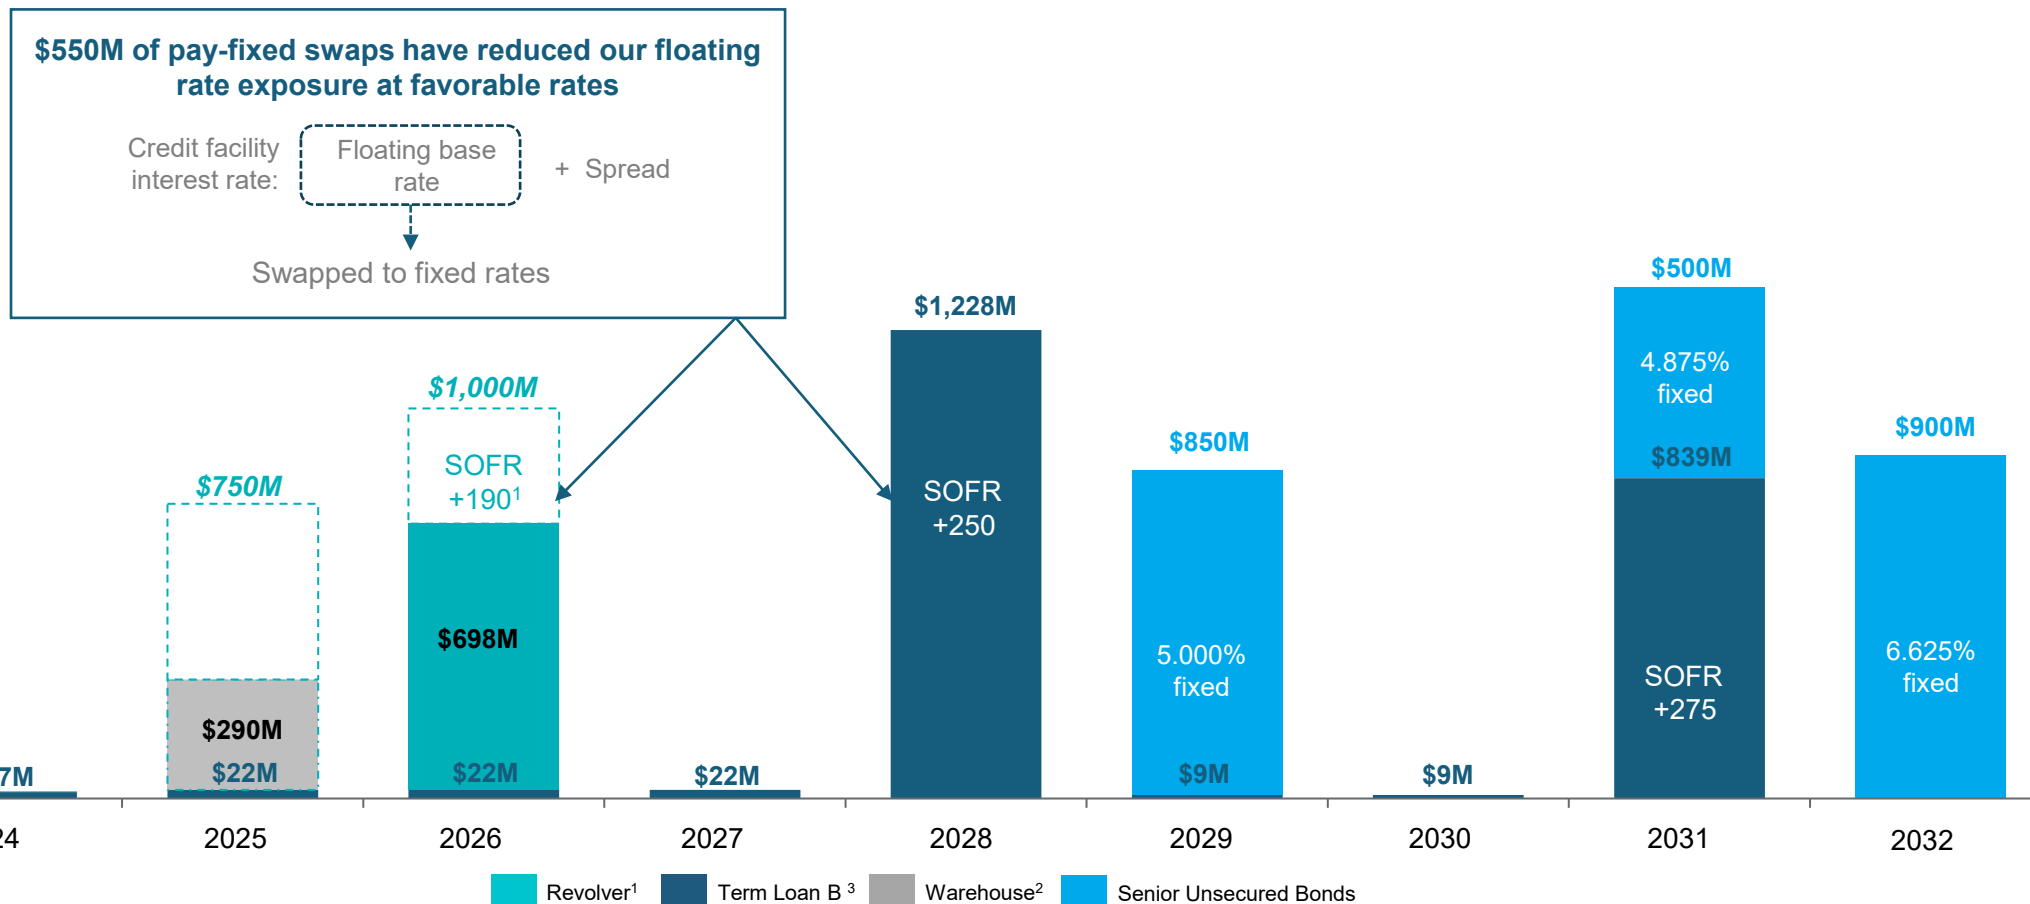 $550M of pay-fixed swaps have reduced our floating
rate exposure at favorable rates
Credit facility
interest rate:
Floating base
rate
+ Spread
Swapped to fixed rates
7M
$750M
$290M
$22M
$1,000M
SOFR
+190¹
$698M
$22M
$22M
$1,228M
SOFR
+250
$850M
5.000%
fixed
$9M
$9M
$500M
4.875%
fixed
$839M
SOFR
+275
$900M
6.625%
fixed
24
2025
2026
2027
2028
2029
2030
2031
2032
Revolver¹
Term Loan B ³
Warehouse²
Senior Unsecured Bonds